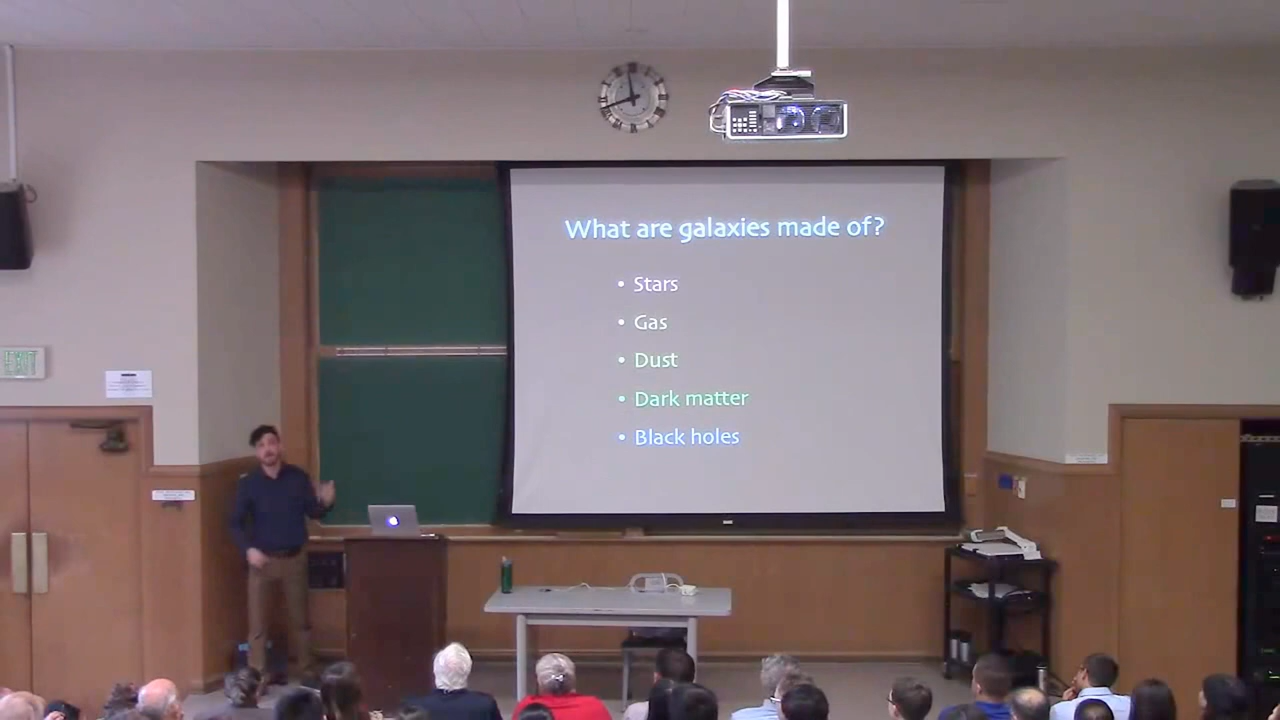 What are galaxies made of?
• Stars
• Gas
• Dust
• Dark matter
• Black holes
EXIT